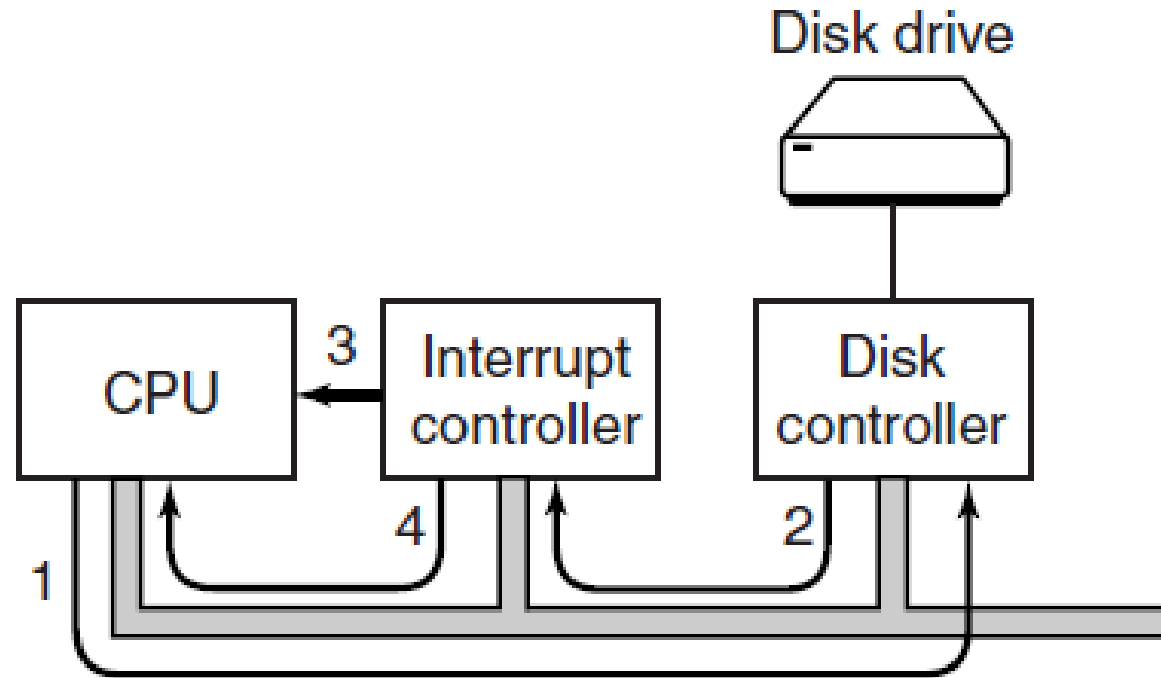 Disk drive
CPU
3
Interrupt
controller
Disk
controller
1
4
2